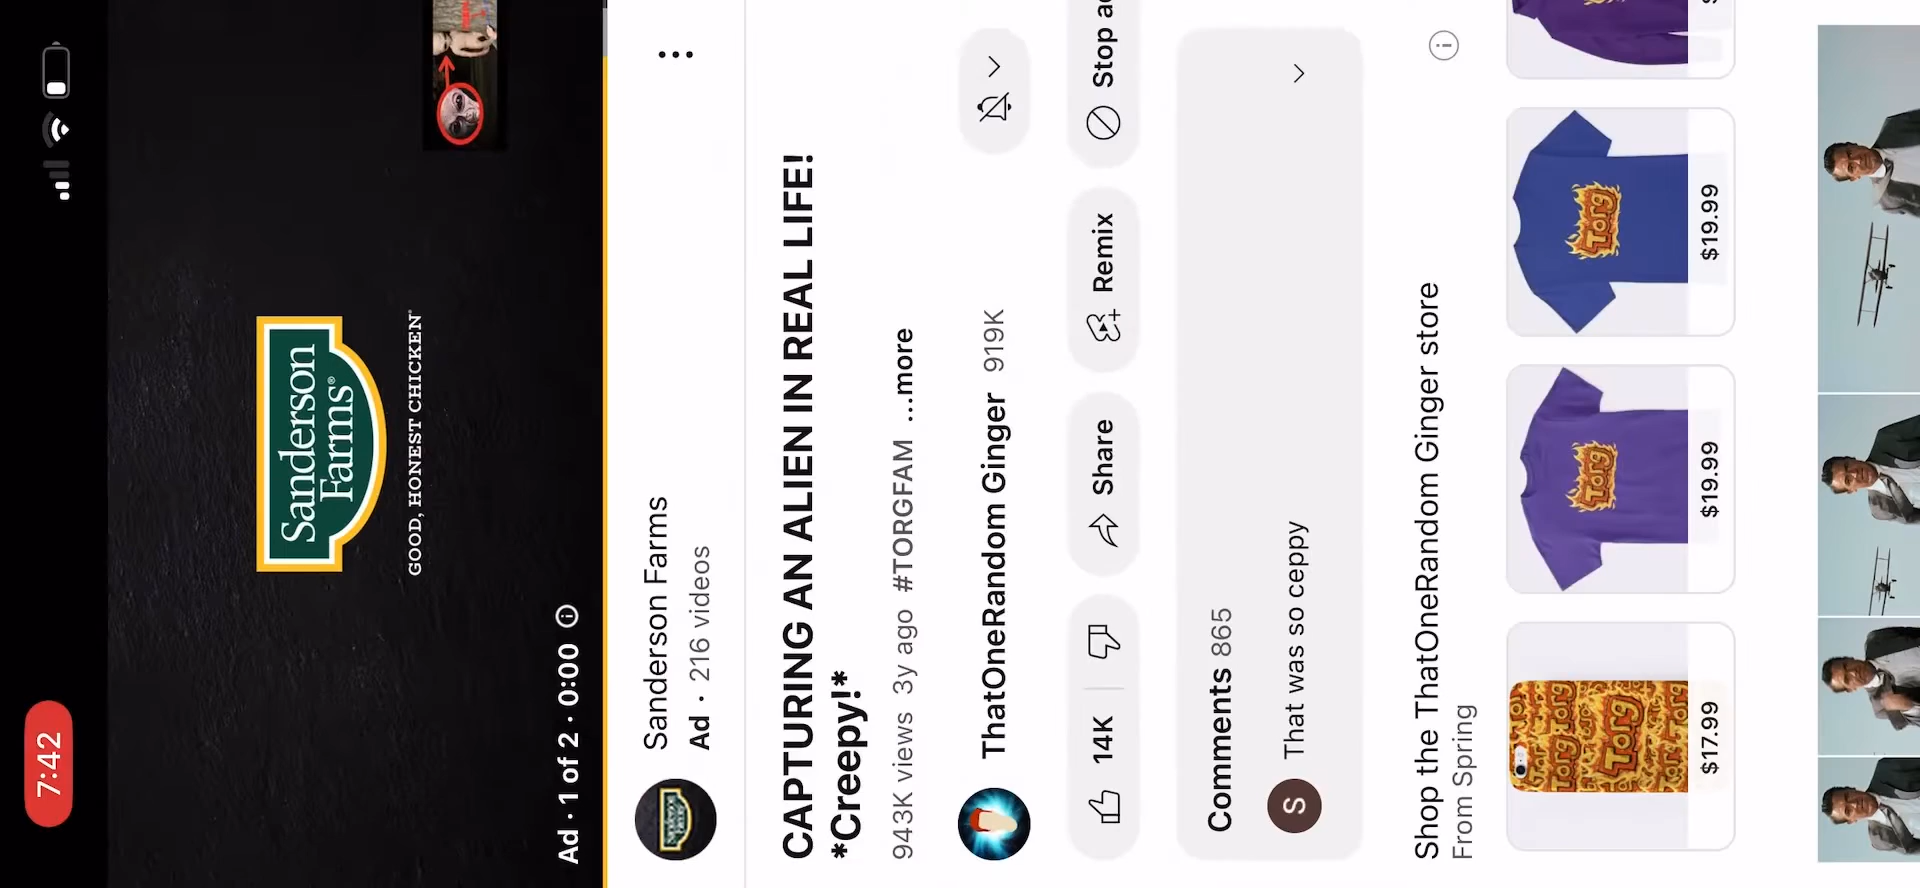 7:42
Sanderson
Farms®
GOOD, HONEST CHICKEN
Ad · 1 of 2 · 0:00
Sanderson Farms
Ad · 216 videos
CAPTURING AN ALIEN IN REAL LIFE!
*Creepy!*
943K views 3y ago #TORGFAM ...more
ThatOneRandom Ginger 919K
14K
Share
Remix
Stop
Comments 865
S
That was so ceppy
Shop the ThatOneRandom Ginger store
From Spring
Torg
$17.99
Torg
$19.99
Torg
$19.99